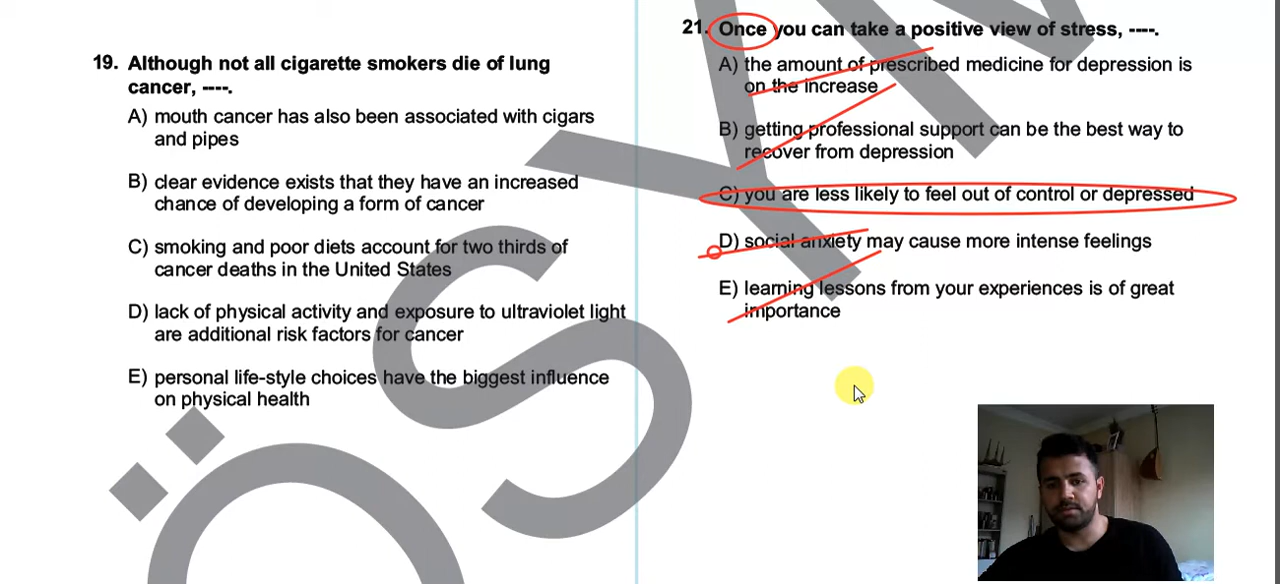 19. Although not all cigarette smokers die of lung
cancer, ----.
A) mouth cancer has also been associated with cigars
and pipes
B) clear evidence exists that they have an increased
chance of developing a form of cancer
C) smoking and poor diets account for two thirds of
cancer deaths in the United States
D) lack of physical activity and exposure to ultraviolet light
are additional risk factors for cancer
E) personal life-style choices have the biggest influence
on physical health
21. Once you can take a positive view of stress, ----.
A) the amount of prescribed medicine for depression is
on the increase
B) getting professional support can be the best way to
recover from depression
C) you are less likely to feel out of control or depressed
D) social anxiety may cause more intense feelings
E) learning lessons from your experiences is of great
importance
ÖSYM